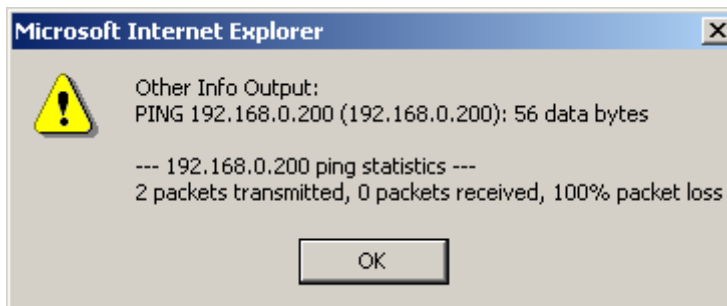 Microsoft Internet Explorer
Other Info Output:
PING 192.168.0.200 (192.168.0.200): 56 data bytes
--- 192.168.0.200 ping statistics ---
2 packets transmitted, 0 packets received, 100% packet loss
OK